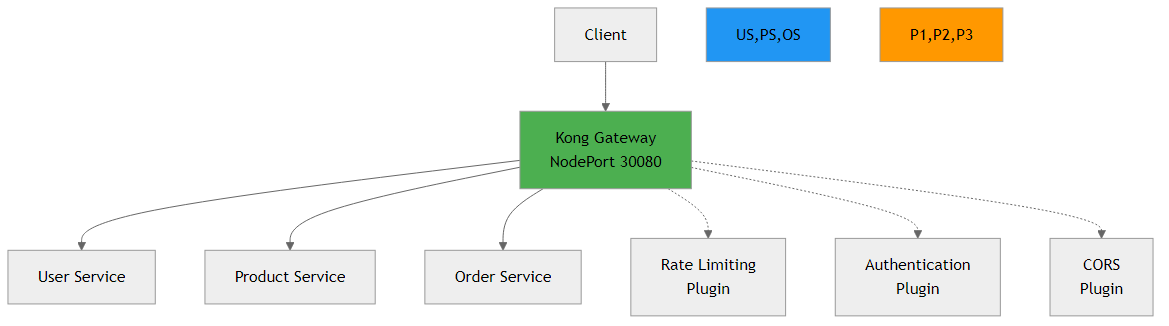 Client
US,PS,OS
P1,P2,P3
Kong Gateway
NodePort 30080
User Service
Product Service
Order Service
Rate Limiting
Plugin
Authentication
Plugin
CORS
Plugin